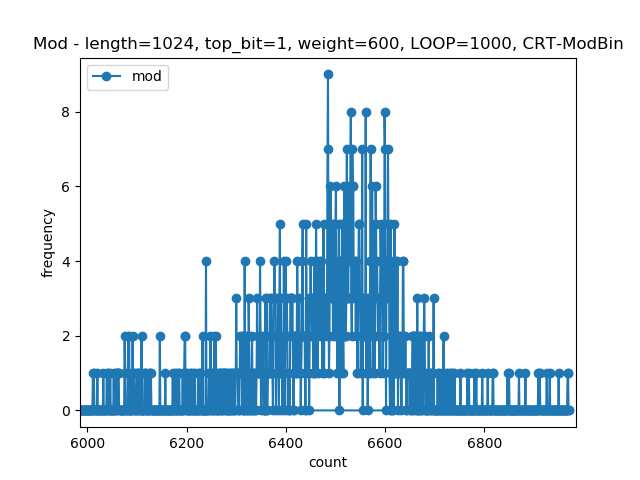 Mod - length=1024, top_bit=1, weight=600, LOOP=1000, CRT-ModBin
mod
8
6
4
2
0
frequency
6000 6200 6400 6600 6800
count